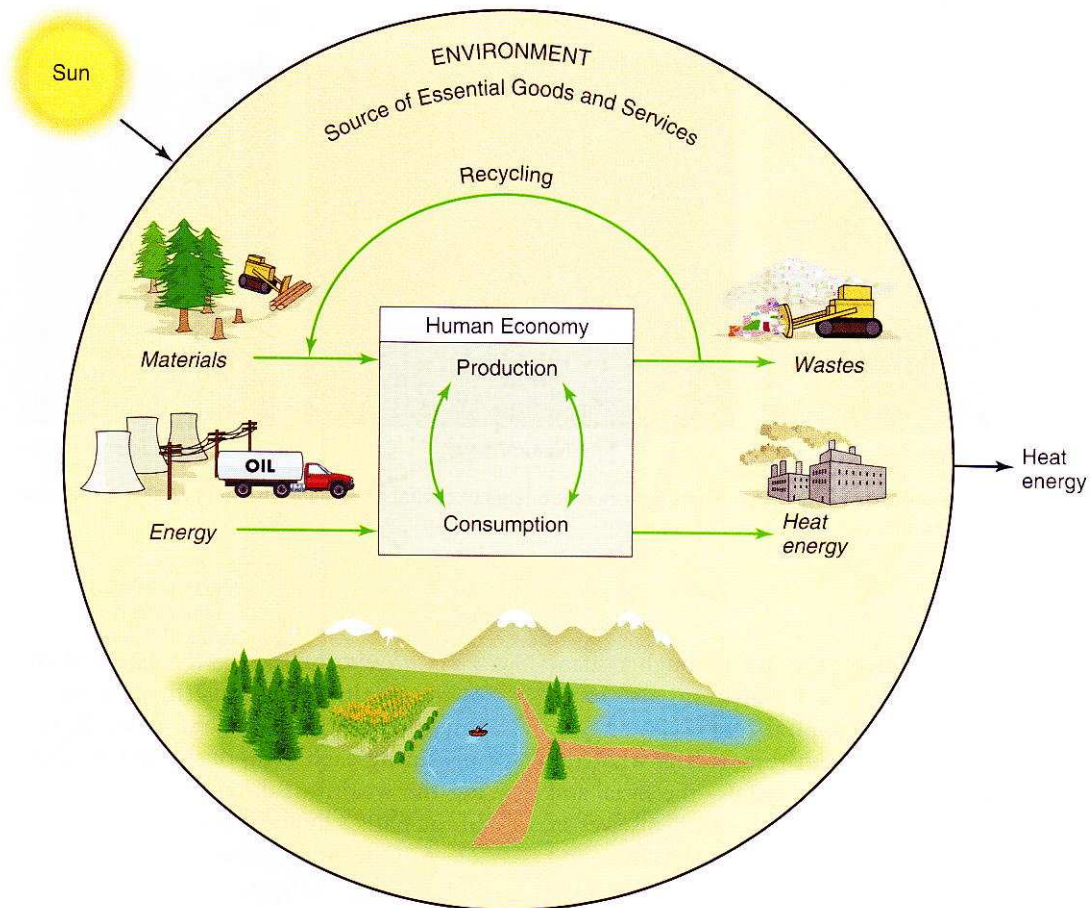 Sun
ENVIRONMENT
Source of Essential Goods and Services
Recycling
Human Economy
Materials
Production
Wastes
OIL
Energy
Consumption
Heat
energy
Heat
energy